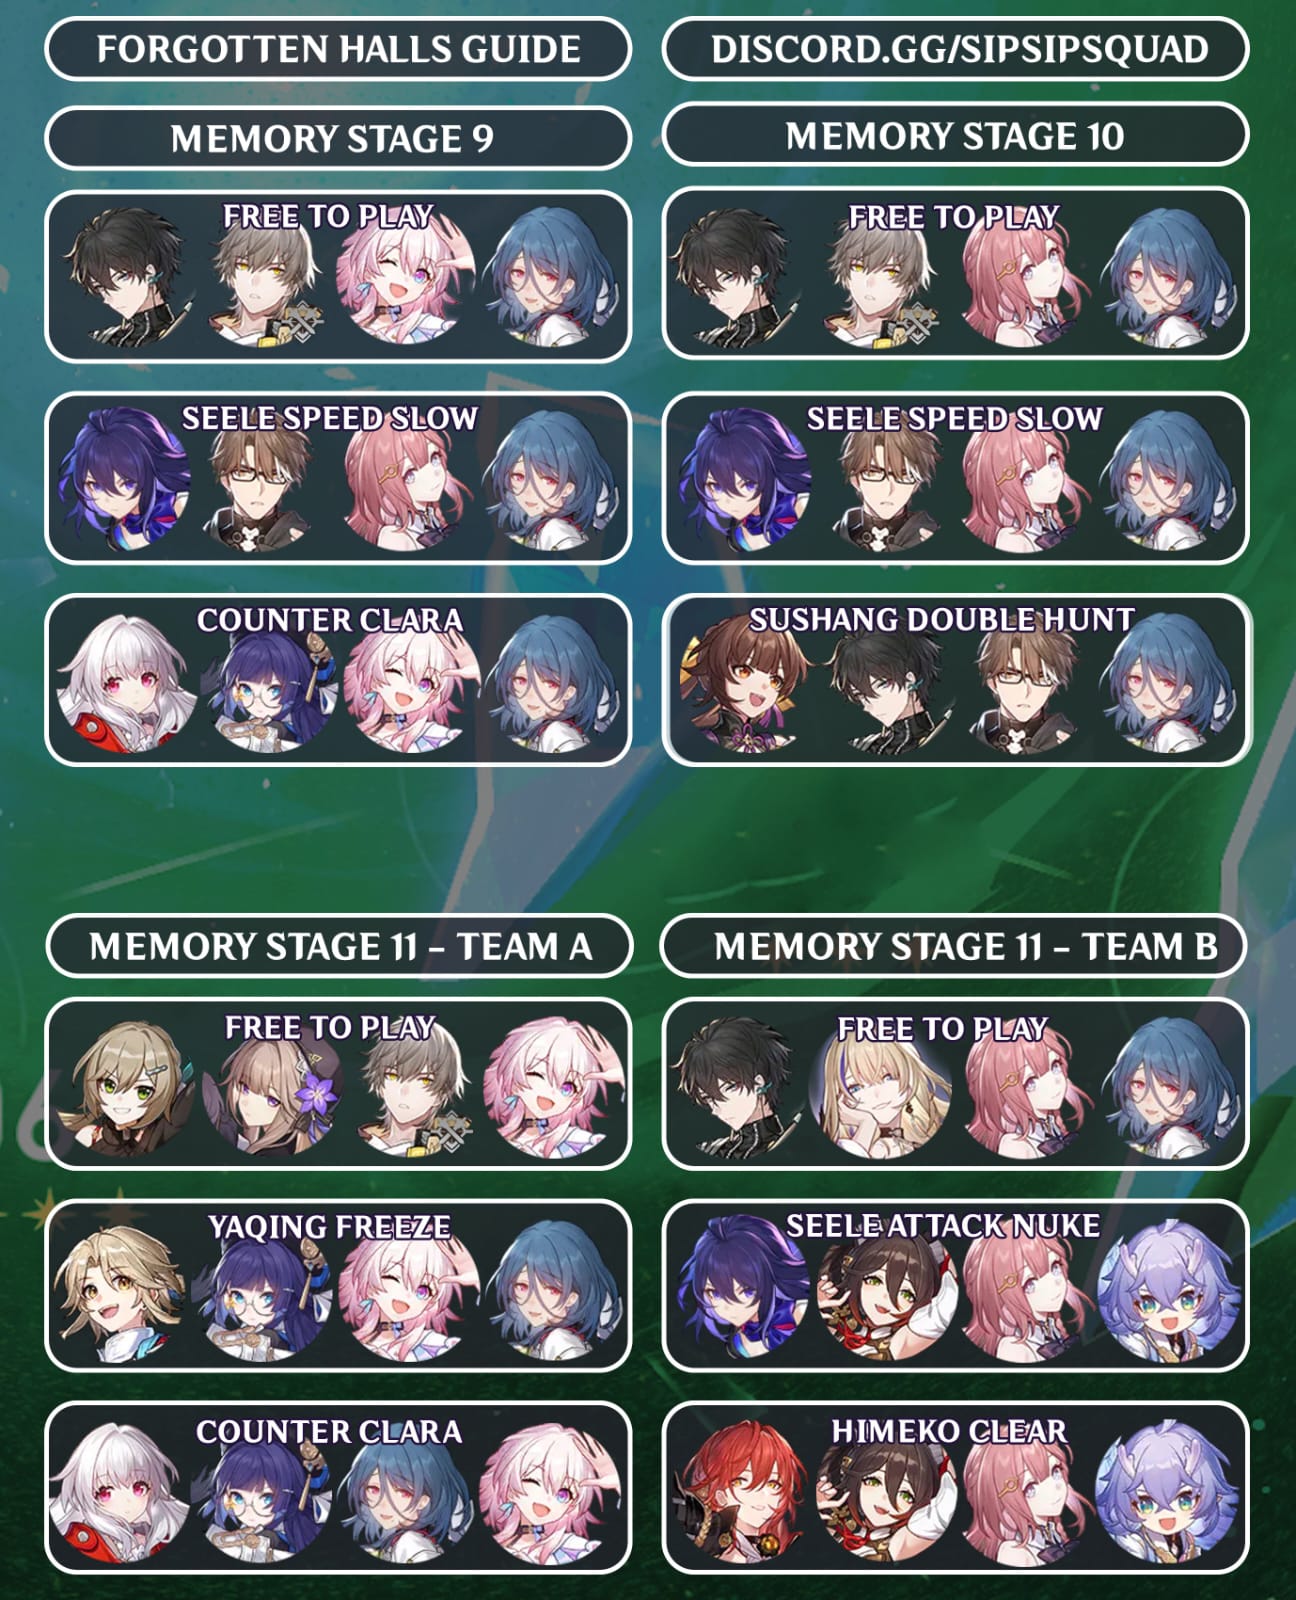 FORGOTTEN HALLS GUIDE
DISCORD.GG/SIPSIPSQUAD
MEMORY STAGE 9
FREE TO PLAY
SEELE SPEED SLOW
COUNTER CLARA
MEMORY STAGE 10
FREE TO PLAY
SEELE SPEED SLOW
SUSHANG DOUBLE HUNT
MEMORY STAGE 11 - TEAM A
FREE TO PLAY
YAQING FREEZE
COUNTER CLARA
MEMORY STAGE 11 - TEAM B
FREE TO PLAY
SEELE ATTACK NUKE
HIMEKO CLEAR